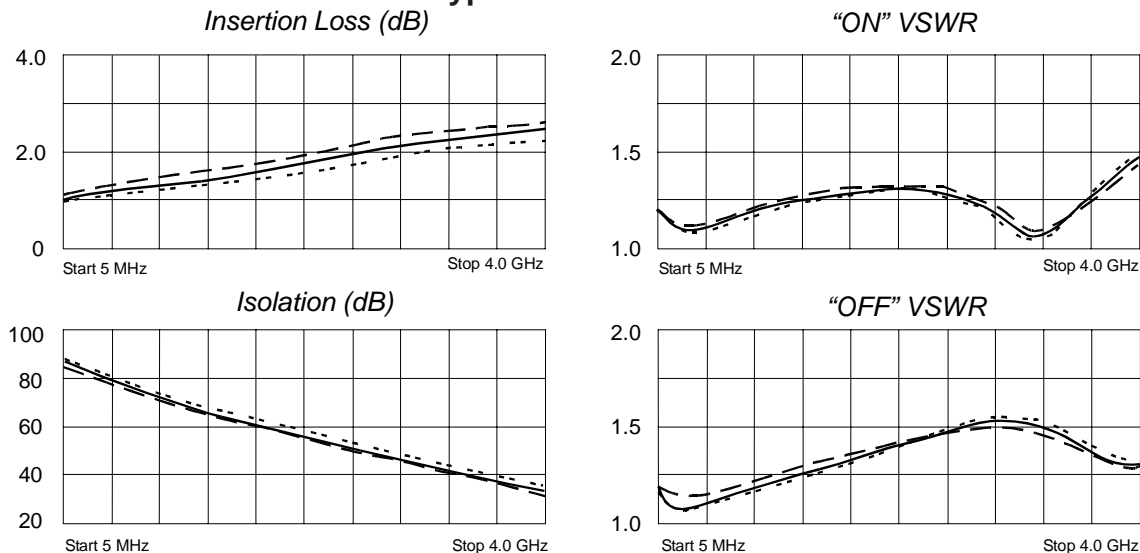 Insertion Loss (dB)
4.0
2.0
0
Start 5 MHz
Stop 4.0 GHz
“ON” VSWR
2.0
1.5
1.0
Start 5 MHz
Stop 4.0 GHz
Isolation (dB)
100
80
60
40
20
Start 5 MHz
Stop 4.0 GHz
“OFF” VSWR
2.0
1.5
1.0
Start 5 MHz
Stop 4.0 GHz